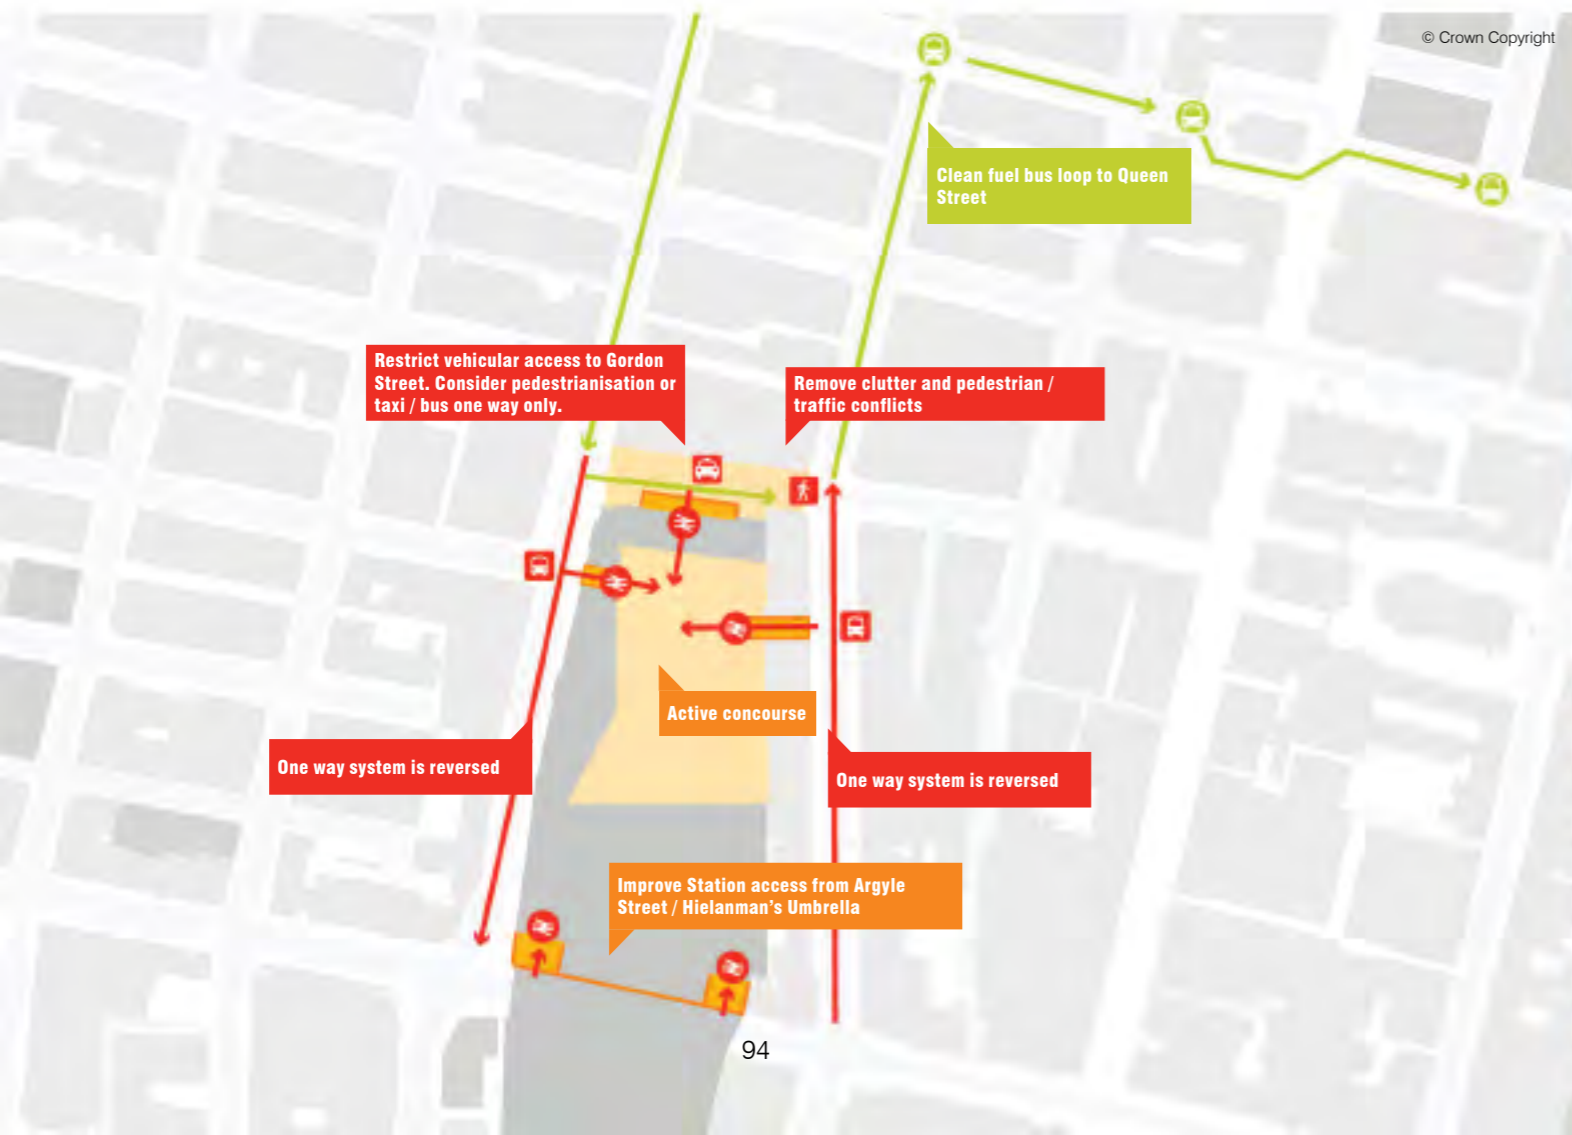 © Crown Copyright
Clean fuel bus loop to Queen
Street
Restrict vehicular access to Gordon
Street. Consider pedestrianisation or
taxi / bus one way only.
Remove clutter and pedestrian /
traffic conflicts
Active concourse
One way system is reversed
One way system is reversed
Improve Station access from Argyle
Street / Hielanman’s Umbrella
94